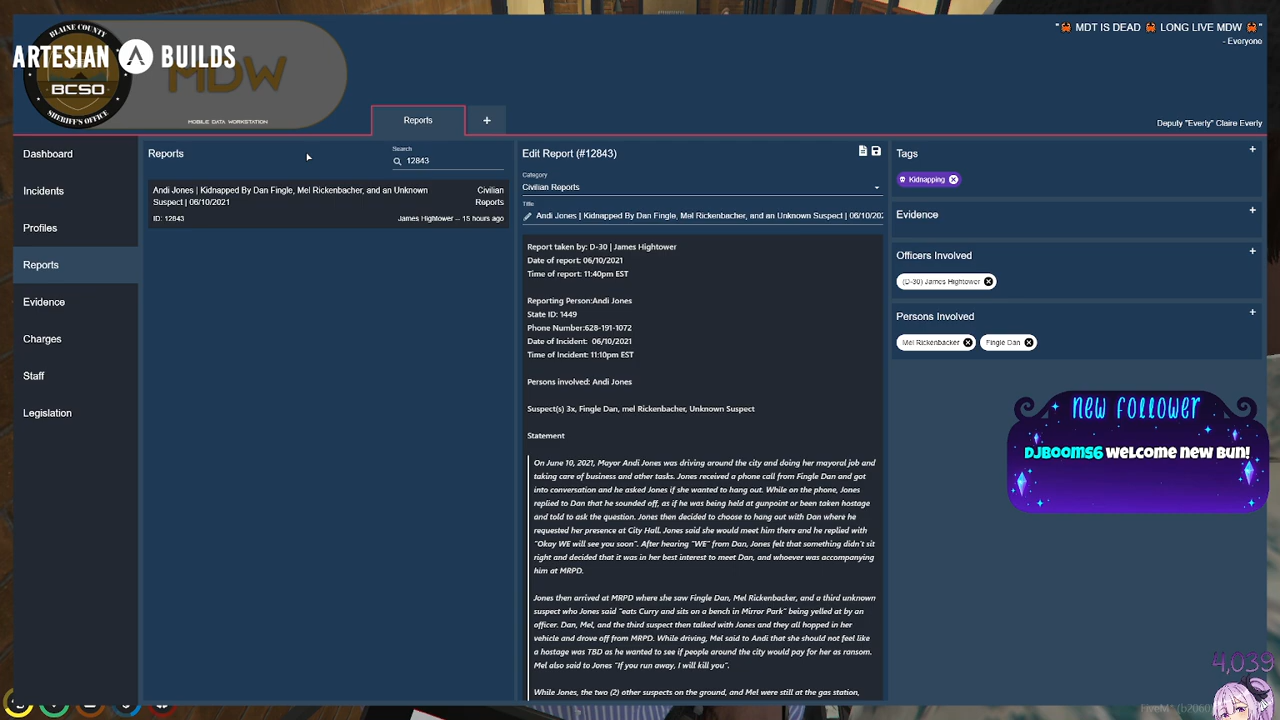 ARTESIAN BUILDS
BLAINE COUNTY
BCSO
SHERIFF'S OFFICE
MDW
MOBILE DATA WORKSTATION
" MDT IS DEAD LONG LIVE MDW "
- Everyone
Reports
+
Deputy "Everly" Claire Everly
Dashboard
Incidents
Profiles
Reports
Evidence
Charges
Staff
Legislation
Reports
Search
12843
Andi Jones | Kidnapped By Dan Fingle, Mel Rickenbacher, and an Unknown
Suspect | 06/10/2021
Civilian
Reports
ID: 12843
James Hightower -- 15 hours ago
Edit Report (#12843)
Category
Civilian Reports
Title
Andi Jones | Kidnapped By Dan Fingle, Mel Rickenbacher, and an Unknown Suspect | 06/10/202
Report taken by: D-30 | James Hightower
Date of report: 06/10/2021
Time of report: 11:40pm EST
Reporting Person:Andi Jones
State ID: 1449
Phone Number:628-191-1072
Date of Incident: 06/10/2021
Time of Incident: 11:10pm EST
Persons involved: Andi Jones
Suspect(s) 3x, Fingle Dan, mel Rickenbacher, Unknown Suspect
Statement
On June 10, 2021, Mayor Andi Jones was driving around the city and doing her mayoral job and
taking care of business and other tasks. Jones received a phone call from Fingle Dan and got
into conversation and he asked Jones if she wanted to hang out. While on the phone, Jones
replied to Dan that he sounded off, as if he was being held at gunpoint or been taken hostage
and told to ask the question. Jones then decided to choose to hang out with Dan where he
requested her presence at City Hall. Jones said she would meet him there and he replied with
"Okay WE will see you soon". After hearing "WE" from Dan, Jones felt that something didn't sit
right and decided that it was in her best interest to meet Dan, and whoever was accompanying
him at MRPD.
Jones then arrived at MRPD where she saw Fingle Dan, Mel Rickenbacher, and a third unknown
suspect who Jones said "eats Curry and sits on a bench in Mirror Park" being yelled at by an
officer. Dan, Mel, and the third suspect then talked with Jones and they all hopped in her
vehicle and drove off from MRPD. While driving, Mel said to Andi that she should not feel like
a hostage was TBD as he wanted to see if people around the city would pay for her as ransom.
Mel also said to Jones "If you run away, I will kill you".
While Jones, the two (2) other suspects on the ground, and Mel were still at the gas station,
Tags
+
Kidnapping
Evidence
+
Officers Involved
+
(D-30) James Hightower
Persons Involved
+
Mel Rickenbacker
Fingle Dan
NEW FOLLOWER
DJBOOMS6 WELCOME NEW BUN!
4,039